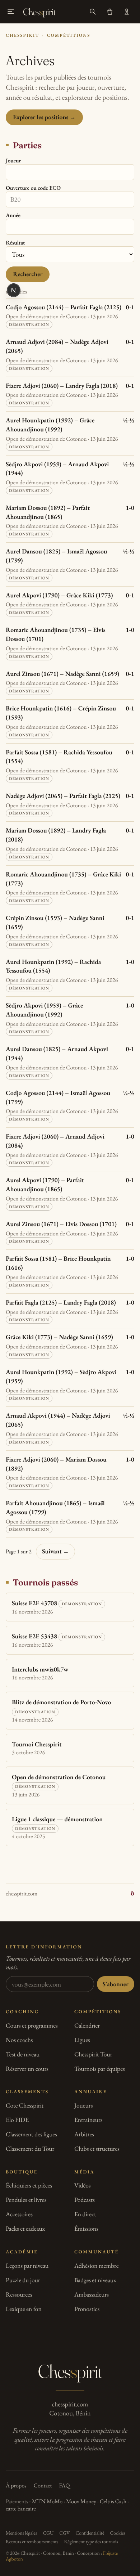 Chesspirit
CHESSPIRIT · COMPÉTITIONS
Archives
Toutes les parties publiées des tournois
Chesspirit : recherchez par joueur, ouverture,
année ou résultat, et explorateur de positions.
Explorer les positions →
Parties
Joueur
Ouverture ou code ECO
B20
Année
Résultat
Tous
Rechercher
N
Codjo Agossou (2144) – Parfait Fagla (2125) 0-1
Open de démonstration de Cotonou · 13 juin 2026
DÉMONSTRATION
Arnaud Adjovi (2084) – Nadège Adjovi 0-1
(2065)
Open de démonstration de Cotonou · 13 juin 2026
DÉMONSTRATION
Fiacre Adjovi (2060) – Landry Fagla (2018) 0-1
Open de démonstration de Cotonou · 13 juin 2026
DÉMONSTRATION
Aurel Hounkpatin (1992) – Grâce ½-½
Ahouandjinou (1992)
Open de démonstration de Cotonou · 13 juin 2026
DÉMONSTRATION
Sèdjro Akpovi (1959) – Arnaud Akpovi ½-½
(1944)
Open de démonstration de Cotonou · 13 juin 2026
DÉMONSTRATION
Mariam Dossou (1892) – Parfait 1-0
Ahouandjinou (1865)
Open de démonstration de Cotonou · 13 juin 2026
DÉMONSTRATION
Aurel Dansou (1825) – Ismaël Agossou ½-½
(1799)
Open de démonstration de Cotonou · 13 juin 2026
DÉMONSTRATION
Aurel Akpovi (1790) – Grâce Kiki (1773) 0-1
Open de démonstration de Cotonou · 13 juin 2026
DÉMONSTRATION
Romaric Ahouandjinou (1735) – Elvis 1-0
Dossou (1701)
Open de démonstration de Cotonou · 13 juin 2026
DÉMONSTRATION
Aurel Zinsou (1671) – Nadège Sanni (1659) 0-1
Open de démonstration de Cotonou · 13 juin 2026
DÉMONSTRATION
Brice Hounkpatin (1616) – Crépin Zinsou 0-1
(1593)
Open de démonstration de Cotonou · 13 juin 2026
DÉMONSTRATION
Parfait Sossa (1581) – Rachida Yessoufou 0-1
(1554)
Open de démonstration de Cotonou · 13 juin 2026
DÉMONSTRATION
Nadège Adjovi (2065) – Parfait Fagla (2125) 0-1
Open de démonstration de Cotonou · 13 juin 2026
DÉMONSTRATION
Mariam Dossou (1892) – Landry Fagla 0-1
(2018)
Open de démonstration de Cotonou · 13 juin 2026
DÉMONSTRATION
Romaric Ahouandjinou (1735) – Grâce Kiki 0-1
(1773)
Open de démonstration de Cotonou · 13 juin 2026
DÉMONSTRATION
Crépin Zinsou (1593) – Nadège Sanni 0-1
(1659)
Open de démonstration de Cotonou · 13 juin 2026
DÉMONSTRATION
Aurel Hounkpatin (1992) – Rachida 1-0
Yessoufou (1554)
Open de démonstration de Cotonou · 13 juin 2026
DÉMONSTRATION
Sèdjro Akpovi (1959) – Grâce 1-0
Ahouandjinou (1992)
Open de démonstration de Cotonou · 13 juin 2026
DÉMONSTRATION
Aurel Dansou (1825) – Arnaud Akpovi 0-1
(1944)
Open de démonstration de Cotonou · 13 juin 2026
DÉMONSTRATION
Codjo Agossou (2144) – Ismaël Agossou ½-½
(1799)
Open de démonstration de Cotonou · 13 juin 2026
DÉMONSTRATION
Fiacre Adjovi (2060) – Arnaud Adjovi 1-0
(2084)
Open de démonstration de Cotonou · 13 juin 2026
DÉMONSTRATION
Aurel Akpovi (1790) – Parfait 0-1
Ahouandjinou (1865)
Open de démonstration de Cotonou · 13 juin 2026
DÉMONSTRATION
Aurel Zinsou (1671) – Elvis Dossou (1701) 0-1
Open de démonstration de Cotonou · 13 juin 2026
DÉMONSTRATION
Parfait Sossa (1581) – Brice Hounkpatin 1-0
(1616)
Open de démonstration de Cotonou · 13 juin 2026
DÉMONSTRATION
Parfait Fagla (2125) – Landry Fagla (2018) 1-0
Open de démonstration de Cotonou · 13 juin 2026
DÉMONSTRATION
Grâce Kiki (1773) – Nadège Sanni (1659) 1-0
Open de démonstration de Cotonou · 13 juin 2026
DÉMONSTRATION
Aurel Hounkpatin (1992) – Sèdjro Akpovi 1-0
(1959)
Open de démonstration de Cotonou · 13 juin 2026
DÉMONSTRATION
Arnaud Akpovi (1944) – Nadège Adjovi ½-½
(2065)
Open de démonstration de Cotonou · 13 juin 2026
DÉMONSTRATION
Fiacre Adjovi (2060) – Mariam Dossou 1-0
(1892)
Open de démonstration de Cotonou · 13 juin 2026
DÉMONSTRATION
Parfait Ahouandjinou (1865) – Ismaël ½-½
Agossou (1799)
Open de démonstration de Cotonou · 13 juin 2026
DÉMONSTRATION
Page 1 sur 2 Suivant →
Tournois passés
Suisse E2E 43708 DÉMONSTRATION
16 novembre 2026
Suisse E2E 53438 DÉMONSTRATION
16 novembre 2026
Interclubs mwiz0k7w
15 novembre 2026
Blitz de démonstration de Porto-Novo
DÉMONSTRATION
14 novembre 2026
Tournoi Chesspirit
3 octobre 2026
Open de démonstration de Cotonou
DÉMONSTRATION
13 juin 2026
Ligue 1 classique — démonstration
DÉMONSTRATION
4 octobre 2025
chesspirit.com b
LETTRE D'INFORMATION
Tournois, résultats et nouveautés, une à deux fois par
mois.
vous@exemple.com S'abonner
COACHING COMPÉTITIONS
Cours et programmes Calendrier
Nos coachs Ligues
Test de niveau Chesspirit Tour
Réserver un cours Tournois par équipes
CLASSEMENTS ANNUAIRE
Cote Chesspirit Joueurs
Elo FIDE Entraîneurs
Classement des ligues Arbitres
Classement du Tour Clubs et structures
BOUTIQUE MÉDIA
Échiquiers et pièces Vidéos
Pendules et livres Podcasts
Accessoires En direct
Packs et cadeaux Émissions
ACADÉMIE COMMUNAUTÉ
Leçons par niveau Adhésion membre
Puzzle du jour Badges et niveaux
Ressources Ambassadeurs
Lexique en fon Pronostics
Chesspirit
chesspirit.com
Cotonou, Bénin
Former de joueurs, organiser des compétitions de
qualité, et réunir chaque semaine ou chaque mois de
combattre les talents béninois.
À propos Contact FAQ
Paiements : MTN MoMo · Moov Money · Celtiis Cash ·
carte bancaire
Mentions légales CGU CGV Confidentialité Cookies
Retours et remboursements Règlement type des tournois